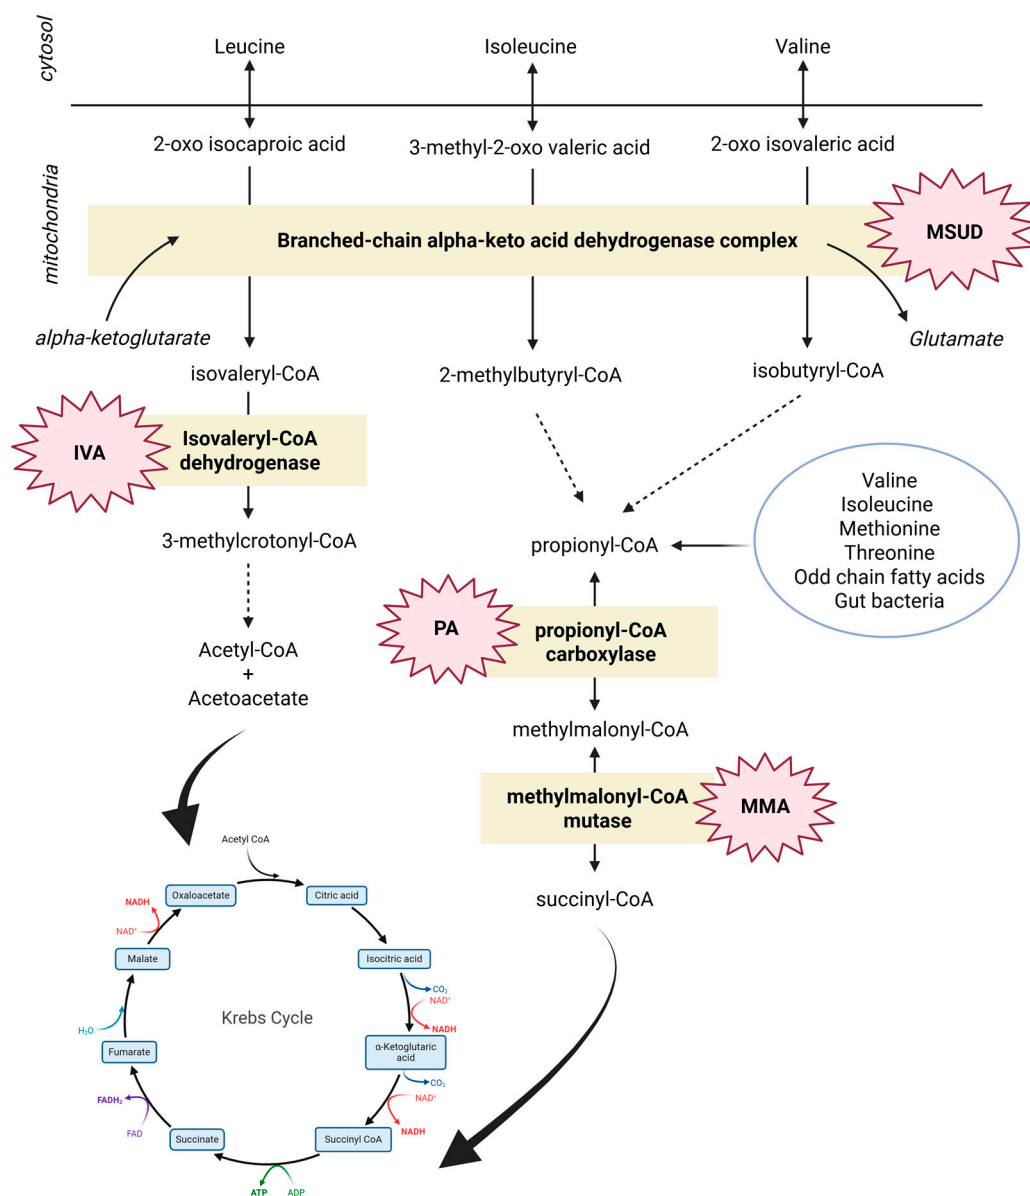 cytosol
Leucine
Isoleucine
Valine
mitochondria
2-oxo isocaproic acid
3-methyl-2-oxo valeric acid
2-oxo isovaleric acid
Branched-chain alpha-keto acid dehydrogenase complex
MSUD
alpha-ketoglutarate
Glutamate
isovaleryl-CoA
2-methylbutyryl-CoA
isobutyryl-CoA
IVA
Isovaleryl-CoA
dehydrogenase
3-methylcrotonyl-CoA
propionyl-CoA
Valine
Isoleucine
Methionine
Threonine
Odd chain fatty acids
Gut bacteria
PA
propionyl-CoA
carboxylase
Acetyl-CoA
+
Acetoacetate
methylmalonyl-CoA
methylmalonyl-CoA
mutase
MMA
succinyl-CoA
Acetyl CoA
Oxaloacetate
Citric acid
NADH
NAD⁺
Malate
Isocitric acid
CO₂
NAD⁺
NADH
Krebs Cycle
H₂O
Fumarate
α-Ketoglutaric
acid
CO₂
NAD⁺
NADH
FADH₂
FAD
Succinate
Succinyl CoA
ATP
ADP